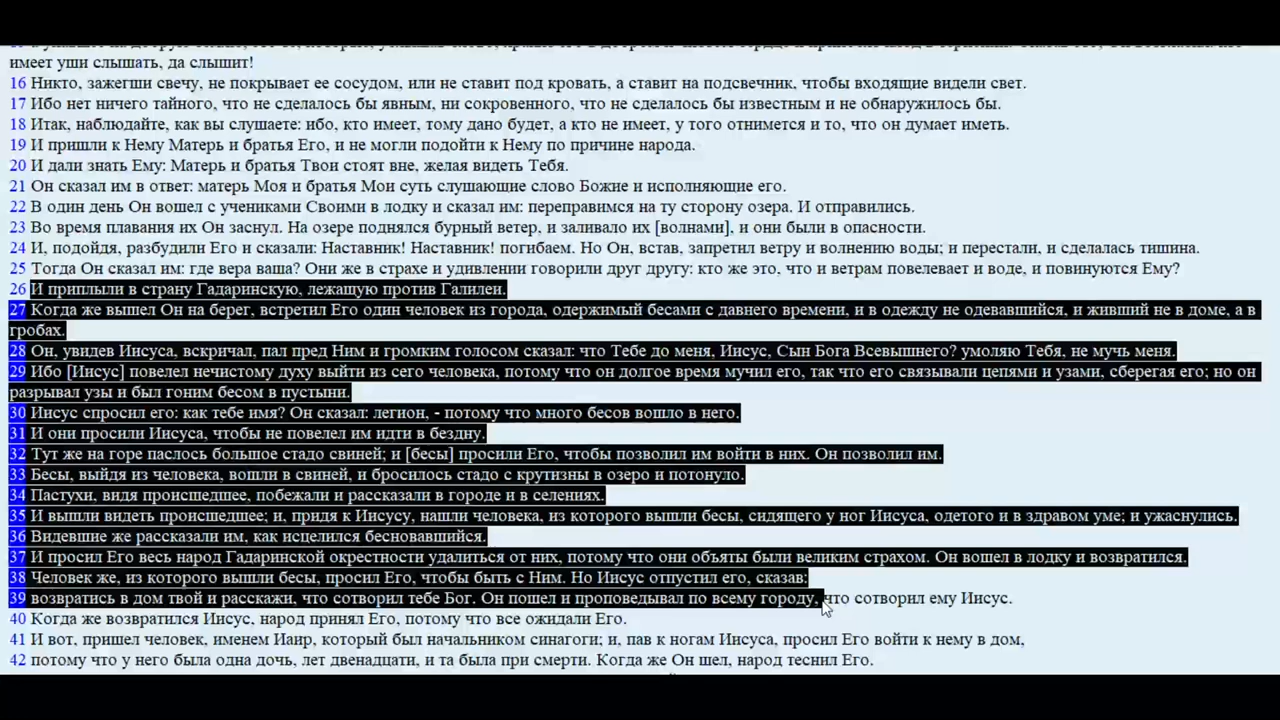 имеет уши слышать, да слышит!
16 Никто, зажегши свечу, не покрывает ее сосудом, или не ставит под кровать, а ставит на подсвечник, чтобы входящие видели свет.
17 Ибо нет ничего тайного, что не сделалось бы явным, ни сокровенного, что не сделалось бы известным и не обнаружилось бы.
18 Итак, наблюдайте, как вы слушаете: ибо, кто имеет, тому дано будет, а кто не имеет, у того отнимется и то, что он думает иметь.
19 И пришли к Нему Матерь и братья Его, и не могли подойти к Нему по причине народа.
20 И дали знать Ему: Матерь и братья Твои стоят вне, желая видеть Тебя.
21 Он сказал им в ответ: матерь Моя и братья Мои суть слушающие слово Божие и исполняющие его.
22 В один день Он вошел с учениками Своими в лодку и сказал им: переправимся на ту сторону озера. И отправились.
23 Во время плавания их Он заснул. На озере поднялся бурный ветер, и заливало их [волнами], и они были в опасности.
24 И, подойдя, разбудили Его и сказали: Наставник! Наставник! погибаем. Но Он, встав, запретил ветру и волнению воды; и перестали, и сделалась тишина.
25 Тогда Он сказал им: где вера ваша? Они же в страхе и удивлении говорили друг другу: кто же это, что и ветрам повелевает и воде, и повинуются Ему?
26 И приплыли в страну Гадаринскую, лежащую против Галилеи.
27 Когда же вышел Он на берег, встретил Его один человек из города, одержимый бесами с давнего времени, и в одежду не одевавшийся, и живший не в доме, а в
гробах.
28 Он, увидев Иисуса, вскричал, пал пред Ним и громким голосом сказал: что Тебе до меня, Иисус, Сын Бога Всевышнего? умоляю Тебя, не мучь меня.
29 Ибо [Иисус] повелел нечистому духу выйти из сего человека, потому что он долгое время мучил его, так что его связывали цепями и узами, сберегая его; но он
разрывал узы и был гоним бесом в пустыни.
30 Иисус спросил его: как тебе имя? Он сказал: легион, - потому что много бесов вошло в него.
31 И они просили Иисуса, чтобы не повелел им идти в бездну.
32 Тут же на горе паслось большое стадо свиней; и [бесы] просили Его, чтобы позволил им войти в них. Он позволил им.
33 Бесы, выйдя из человека, вошли в свиней, и бросилось стадо с крутизны в озеро и потонуло.
34 Пастухи, видя происшедшее, побежали и рассказали в городе и в селениях.
35 И вышли видеть происшедшее; и, придя к Иисусу, нашли человека, из которого вышли бесы, сидящего у ног Иисуса, одетого и в здравом уме; и ужаснулись.
36 Видевшие же рассказали им, как исцелился бесновавшийся.
37 И просил Его весь народ Гадаринской окрестности удалиться от них, потому что они объяты были великим страхом. Он вошел в лодку и возвратился.
38 Человек же, из которого вышли бесы, просил Его, чтобы быть с Ним. Но Иисус отпустил его, сказав:
39 возвратись в дом твой и расскажи, что сотворил тебе Бог. Он пошел и проповедывал по всему городу, что сотворил ему Иисус.
40 Когда же возвратился Иисус, народ принял Его, потому что все ожидали Его.
41 И вот, пришел человек, именем Иаир, который был начальником синагоги; и, пав к ногам Иисуса, просил Его войти к нему в дом,
42 потому что у него была одна дочь, лет двенадцати, и та была при смерти. Когда же Он шел, народ теснил Его.